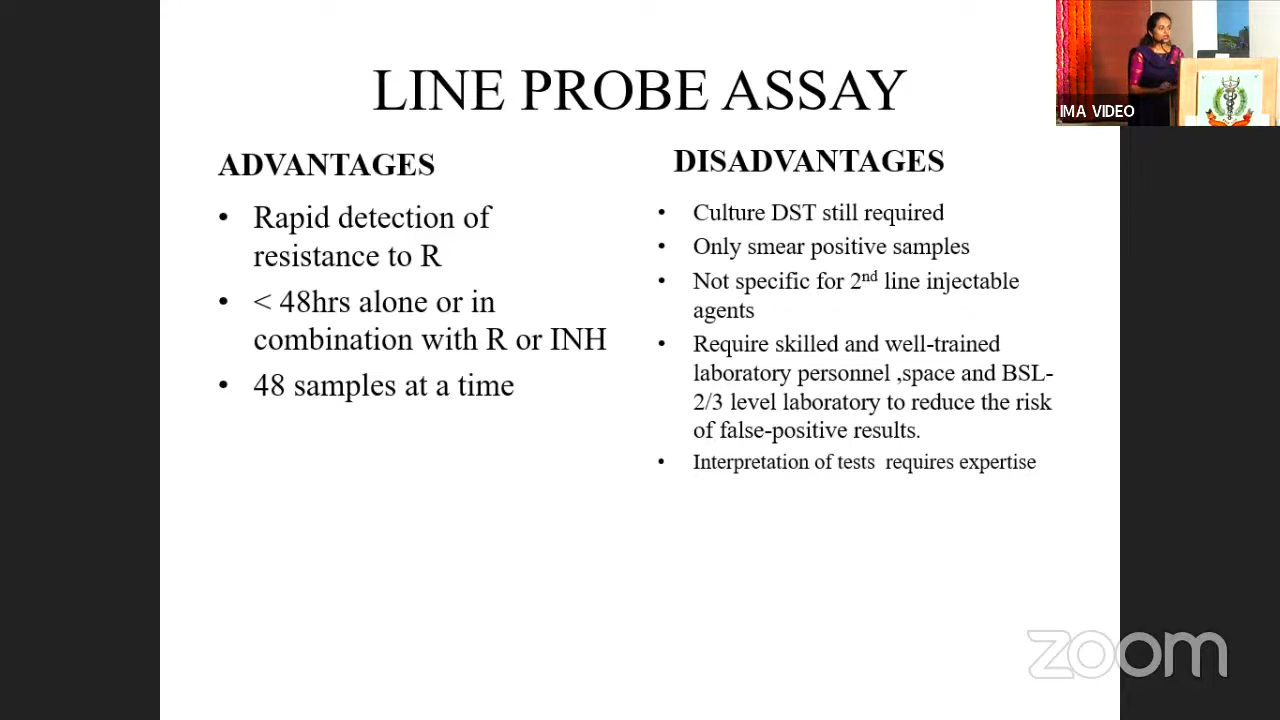 LINE PROBE ASSAY
ADVANTAGES
• Rapid detection of
resistance to R
• < 48hrs alone or in
combination with R or INH
• 48 samples at a time
DISADVANTAGES
• Culture DST still required
• Only smear positive samples
• Not specific for 2nd line injectable
agents
• Require skilled and well-trained
laboratory personnel ,space and BSL-
2/3 level laboratory to reduce the risk
of false-positive results.
• Interpretation of tests requires expertise
IMA VIDEO
zoom